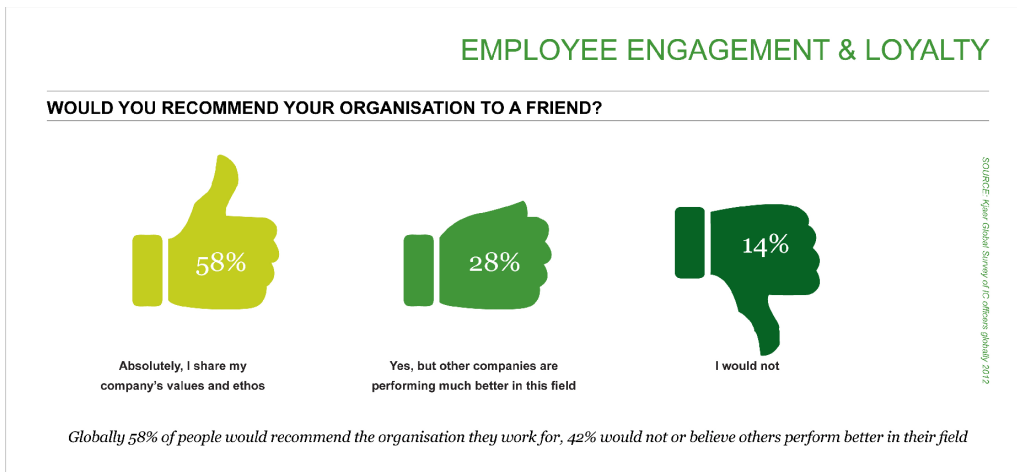 EMPLOYEE ENGAGEMENT & LOYALTY
WOULD YOU RECOMMEND YOUR ORGANISATION TO A FRIEND?
58%
28%
14%
Absolutely, I share my
company's values and ethos
Yes, but other companies are
performing much better in this field
I would not
SOURCE: Kjaer Global Survey of IC officers globally 2012
Globally 58% of people would recommend the organisation they work for, 42% would not or believe others perform better in their field